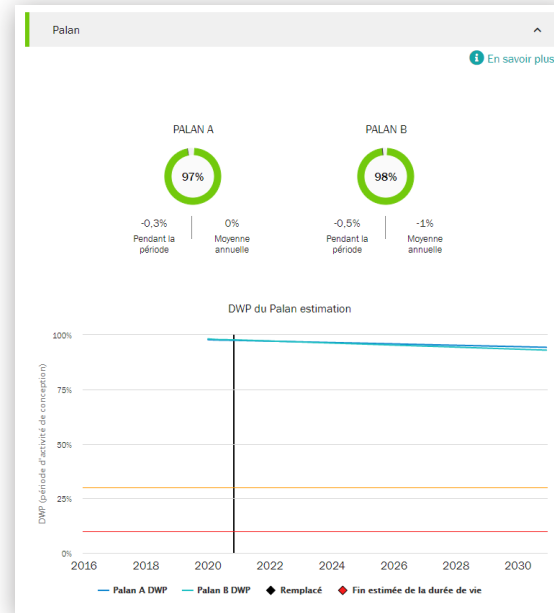 Palan
i En savoir plus
PALAN A PALAN B
97% 98%
-0,3% 0% -0,5% -1%
Pendant la Moyenne Pendant la Moyenne
période annuelle période annuelle
DWP du Palan estimation
DWP (période d'activité de conception)
100%
75%
50%
25%
0%
2016 2018 2020 2022 2024 2026 2028 2030
Palan A DWP Palan B DWP Remplacé Fin estimée de la durée de vie